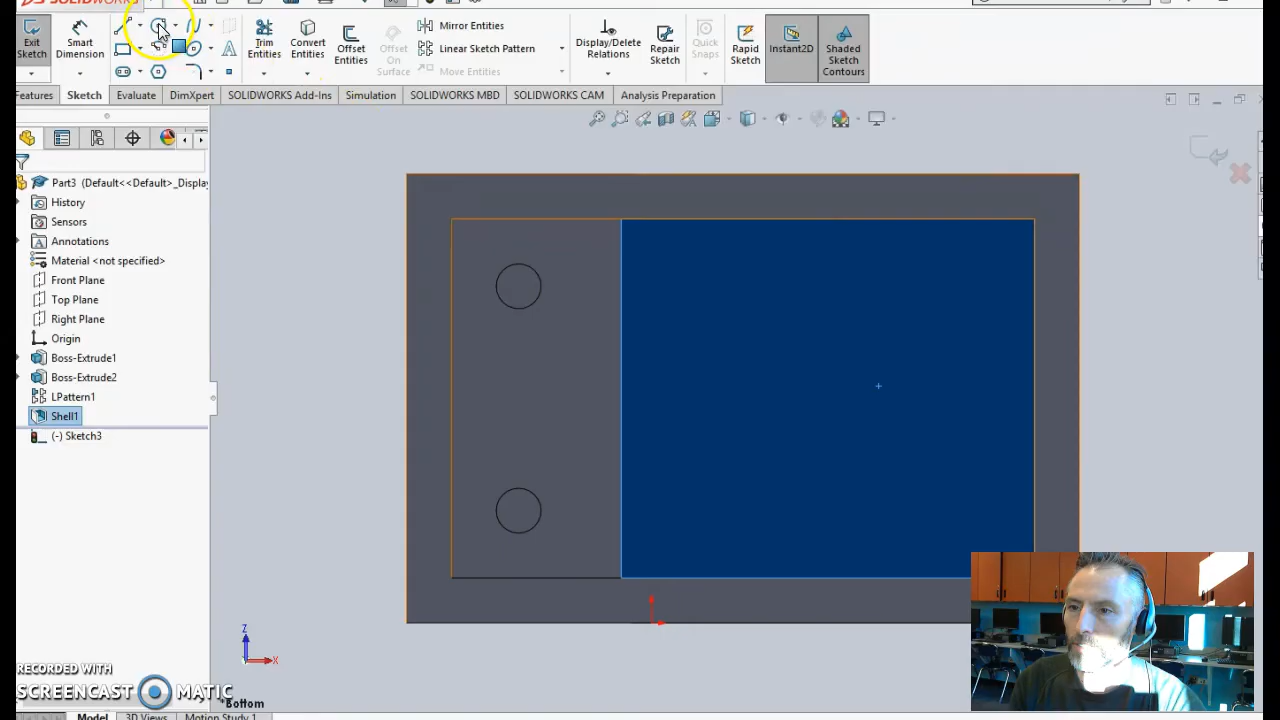 SOLIDWORKS
Exit Sketch
Smart Dimension
Trim Entities
Convert Entities
Offset Entities
Offset On Surface
Mirror Entities
Linear Sketch Pattern
Move Entities
Display/Delete Relations
Repair Sketch
Quick Snaps
Rapid Sketch
Instant2D
Shaded Sketch Contours
Features
Sketch
Evaluate
DimXpert
SOLIDWORKS Add-Ins
Simulation
SOLIDWORKS MBD
SOLIDWORKS CAM
Analysis Preparation
Part3 (Default<<Default>_Display
History
Sensors
Annotations
Material <not specified>
Front Plane
Top Plane
Right Plane
Origin
Boss-Extrude1
Boss-Extrude2
LPattern1
Shell1
(-) Sketch3
Z
X
RECORDED WITH
SCREENCAST MATIC
*Bottom
Model
3D Views
Motion Study 1